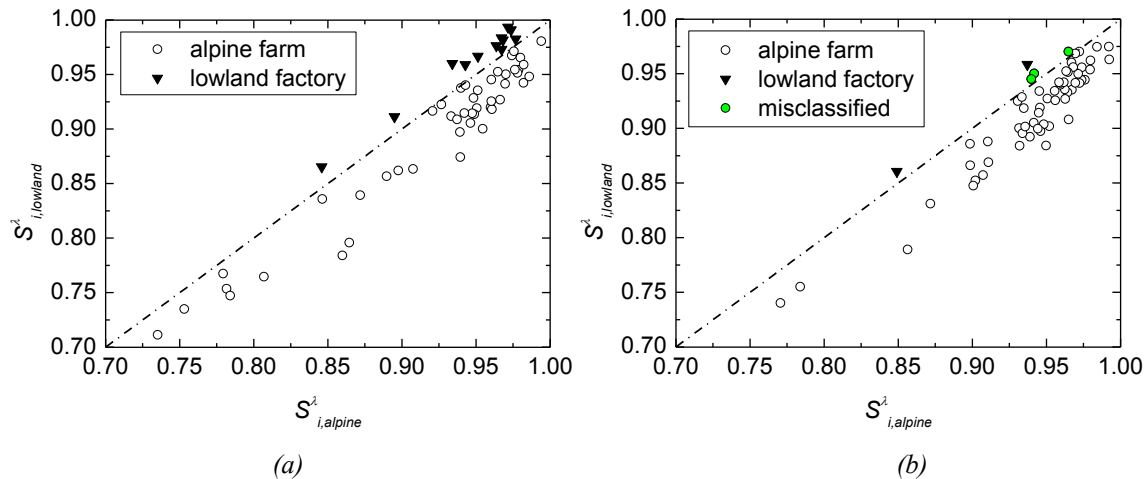 1.00
0.95
0.90
0.85
0.80
0.75
0.70
0.70 0.75 0.80 0.85 0.90 0.95 1.00
alpine farm
lowland factory
S^λ_i,lowland
S^λ_i,alpine
(a)
1.00
0.95
0.90
0.85
0.80
0.75
0.70
0.70 0.75 0.80 0.85 0.90 0.95 1.00
alpine farm
lowland factory
misclassified
S^λ_i,lowland
S^λ_i,alpine
(b)